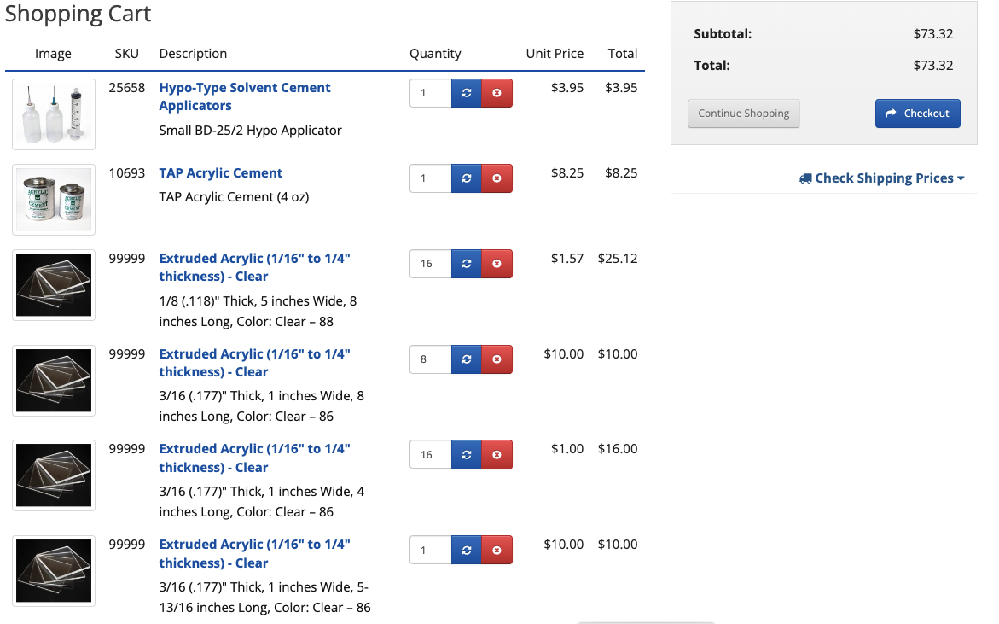 Shopping Cart
Image SKU Description Quantity Unit Price Total
25658 Hypo-Type Solvent Cement 1 $3.95 $3.95
Applicators
Small BD-25/2 Hypo Applicator
10693 TAP Acrylic Cement 1 $8.25 $8.25
TAP Acrylic Cement (4 oz)
ACRYLIC
CEMENT
99999 Extruded Acrylic (1/16" to 1/4" 16 $1.57 $25.12
thickness) - Clear
1/8 (.118)" Thick, 5 inches Wide, 8
inches Long, Color: Clear – 88
99999 Extruded Acrylic (1/16" to 1/4" 8 $10.00 $10.00
thickness) - Clear
3/16 (.177)" Thick, 1 inches Wide, 8
inches Long, Color: Clear – 86
99999 Extruded Acrylic (1/16" to 1/4" 16 $1.00 $16.00
thickness) - Clear
3/16 (.177)" Thick, 1 inches Wide, 4
inches Long, Color: Clear – 86
99999 Extruded Acrylic (1/16" to 1/4" 1 $10.00 $10.00
thickness) - Clear
3/16 (.177)" Thick, 1 inches Wide, 5-
13/16 inches Long, Color: Clear – 86
Subtotal: $73.32
Total: $73.32
Continue Shopping Checkout
Check Shipping Prices